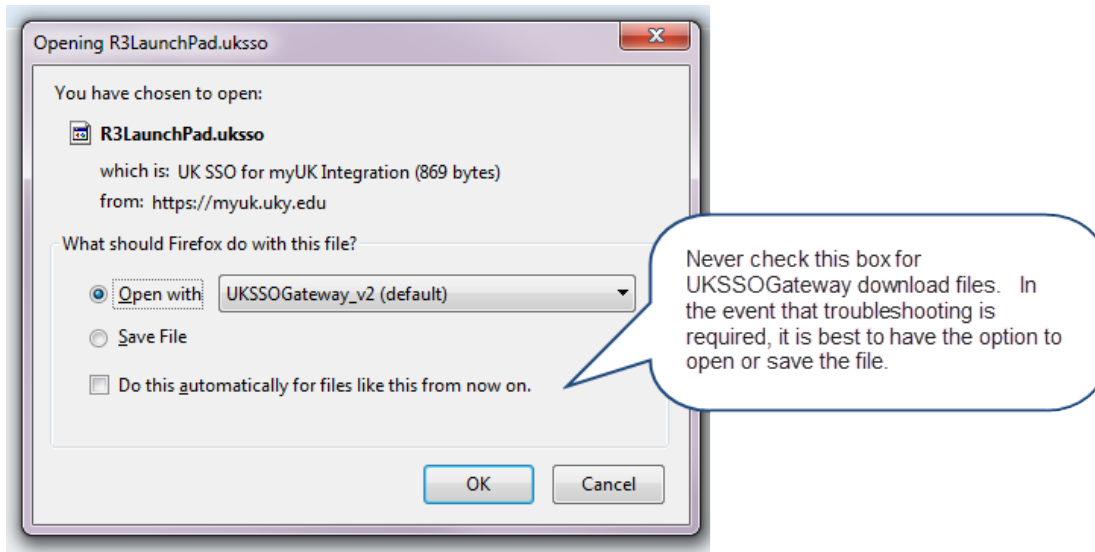 Opening R3LaunchPad.uksso
You have chosen to open:
R3LaunchPad.uksso
which is: UK SSO for myUK Integration (869 bytes)
from: https://myuk.uky.edu
What should Firefox do with this file?
Open with UKSSOGateway_v2 (default)
Save File
Do this automatically for files like this from now on.
OK Cancel
Never check this box for
UKSSOGateway download files. In
the event that troubleshooting is
required, it is best to have the option to
open or save the file.